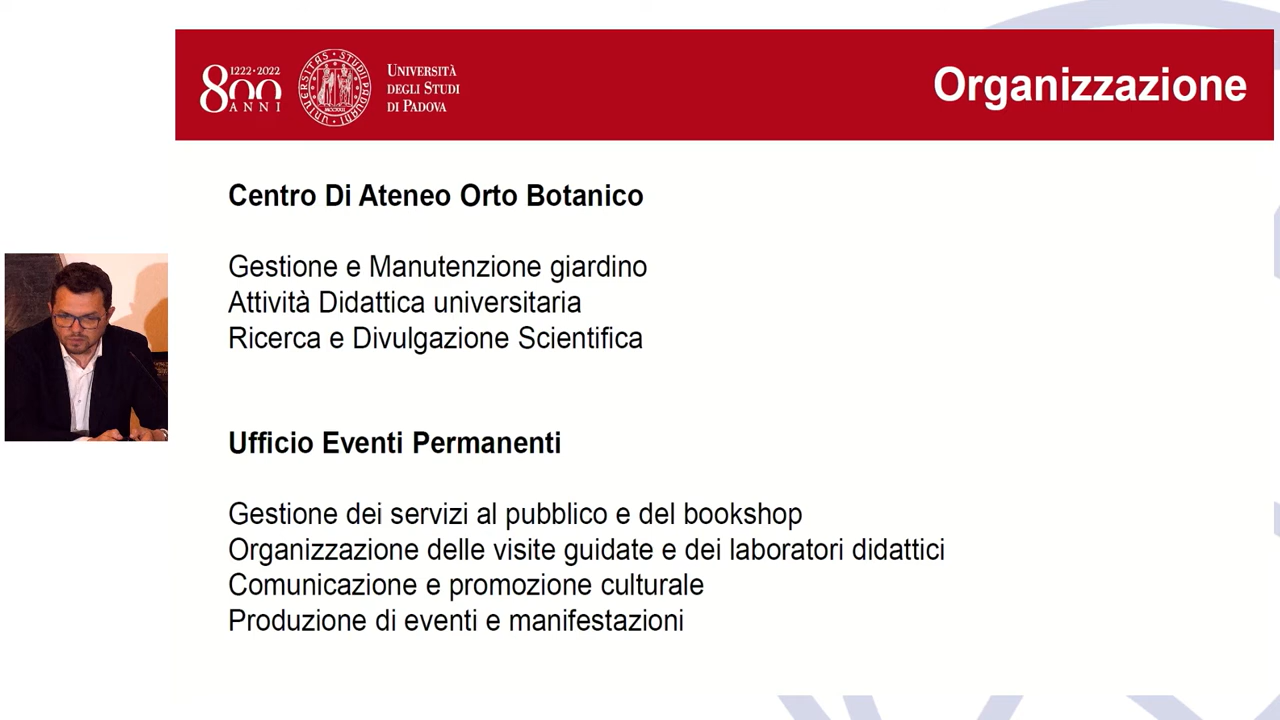 1222·2022
800
ANNI
UNIVERSITÀ
DEGLI STUDI
DI PADOVA
Organizzazione
Centro Di Ateneo Orto Botanico
Gestione e Manutenzione giardino
Attività Didattica universitaria
Ricerca e Divulgazione Scientifica
Ufficio Eventi Permanenti
Gestione dei servizi al pubblico e del bookshop
Organizzazione delle visite guidate e dei laboratori didattici
Comunicazione e promozione culturale
Produzione di eventi e manifestazioni